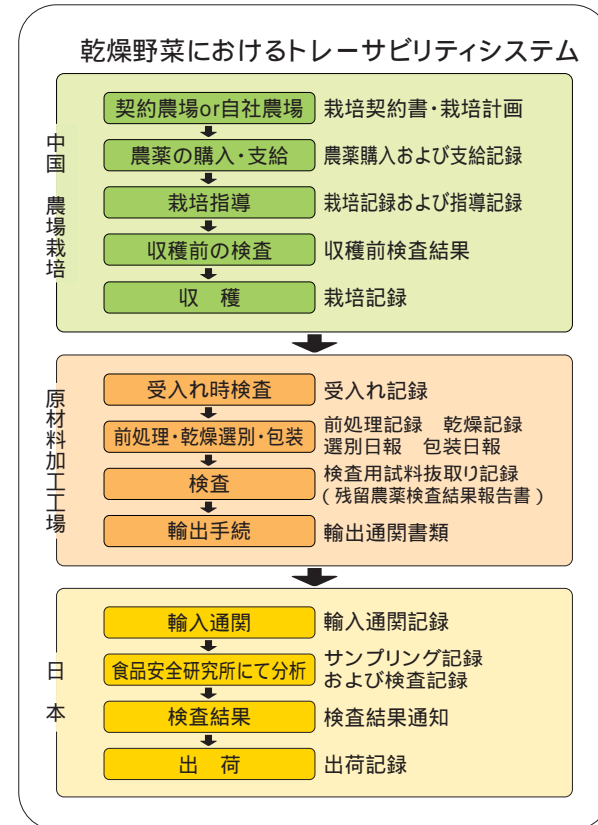 乾燥野菜におけるトレーサビリティシステム
中国 農場栽培
契約農場or自社農場 栽培契約書・栽培計画
農薬の購入・支給 農薬購入および支給記録
栽培指導 栽培記録および指導記録
収穫前の検査 収穫前検査結果
収 穫 栽培記録
原材料加工工場
受入れ時検査 受入れ記録
前処理・乾燥選別・包装 前処理記録 乾燥記録
選別日報 包装日報
検査 検査用試料抜取り記録
(残留農薬検査結果報告書)
輸出手続 輸出通関書類
日 本
輸入通関 輸入通関記録
食品安全研究所にて分析 サンプリング記録
および検査記録
検査結果 検査結果通知
出 荷 出荷記録